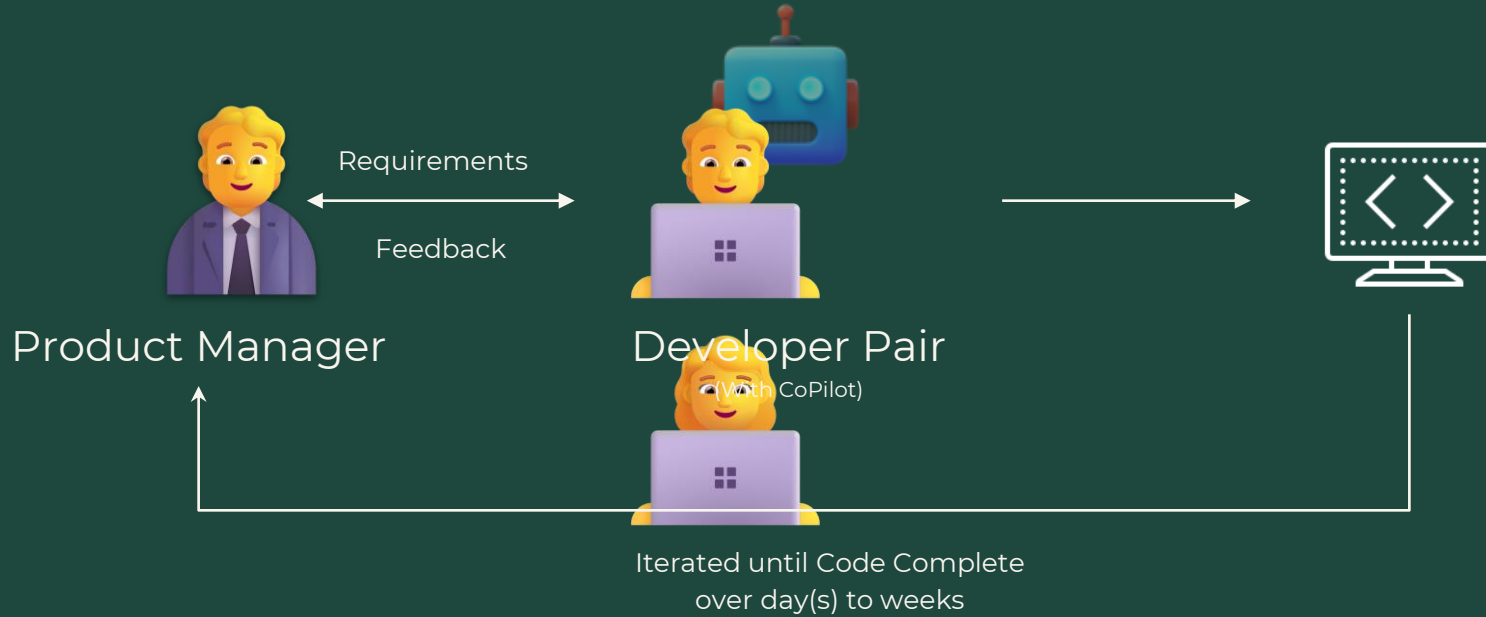 Requirements
Feedback
Product Manager
Developer Pair
(With CoPilot)
Iterated until Code Complete
over day(s) to weeks